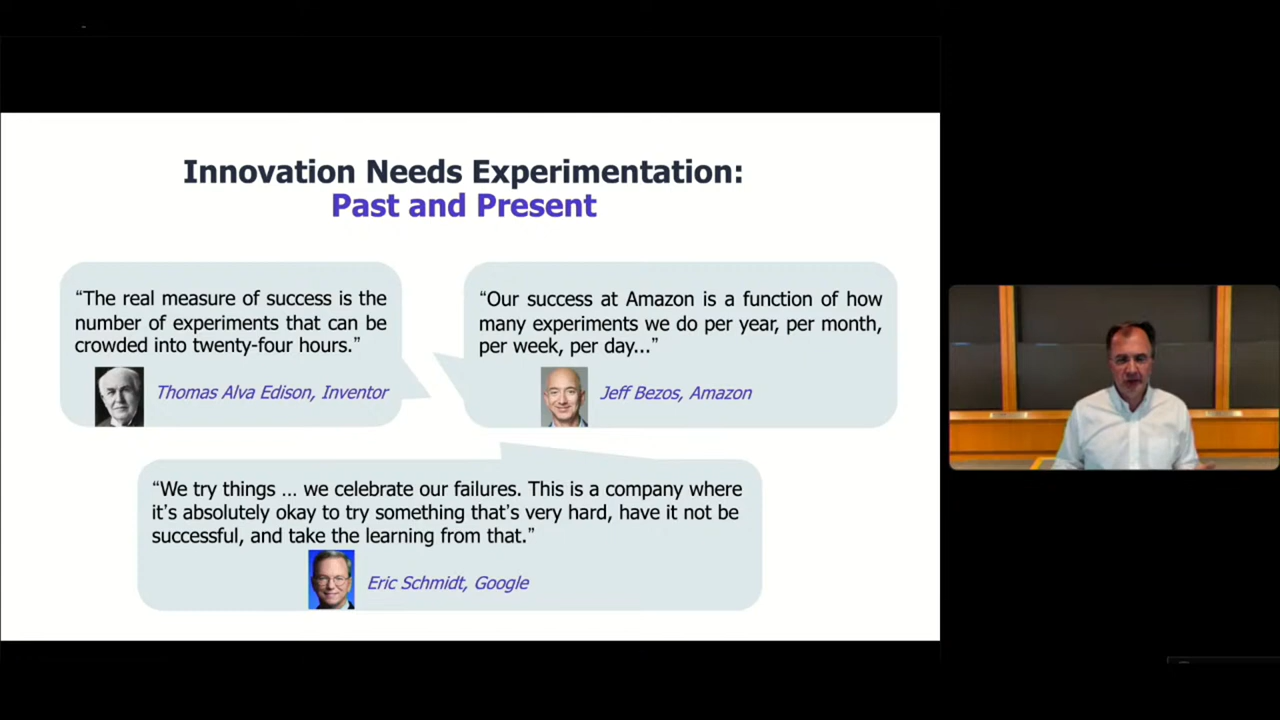 Innovation Needs Experimentation:
Past and Present
“The real measure of success is the
number of experiments that can be
crowded into twenty-four hours.”
Thomas Alva Edison, Inventor
“Our success at Amazon is a function of how
many experiments we do per year, per month,
per week, per day...”
Jeff Bezos, Amazon
“We try things ... we celebrate our failures. This is a company where
it’s absolutely okay to try something that’s very hard, have it not be
successful, and take the learning from that.”
Eric Schmidt, Google